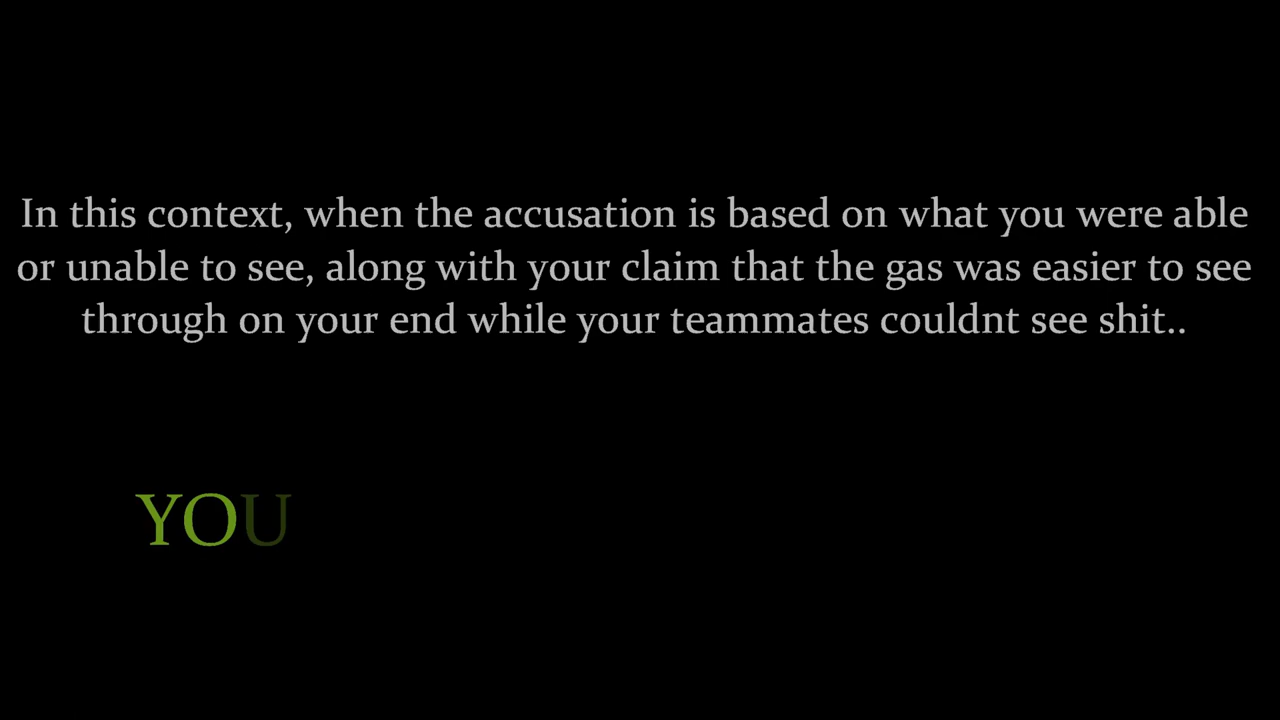 In this context, when the accusation is based on what you were able
or unable to see, along with your claim that the gas was easier to see
through on your end while your teammates couldnt see shit..
YOU